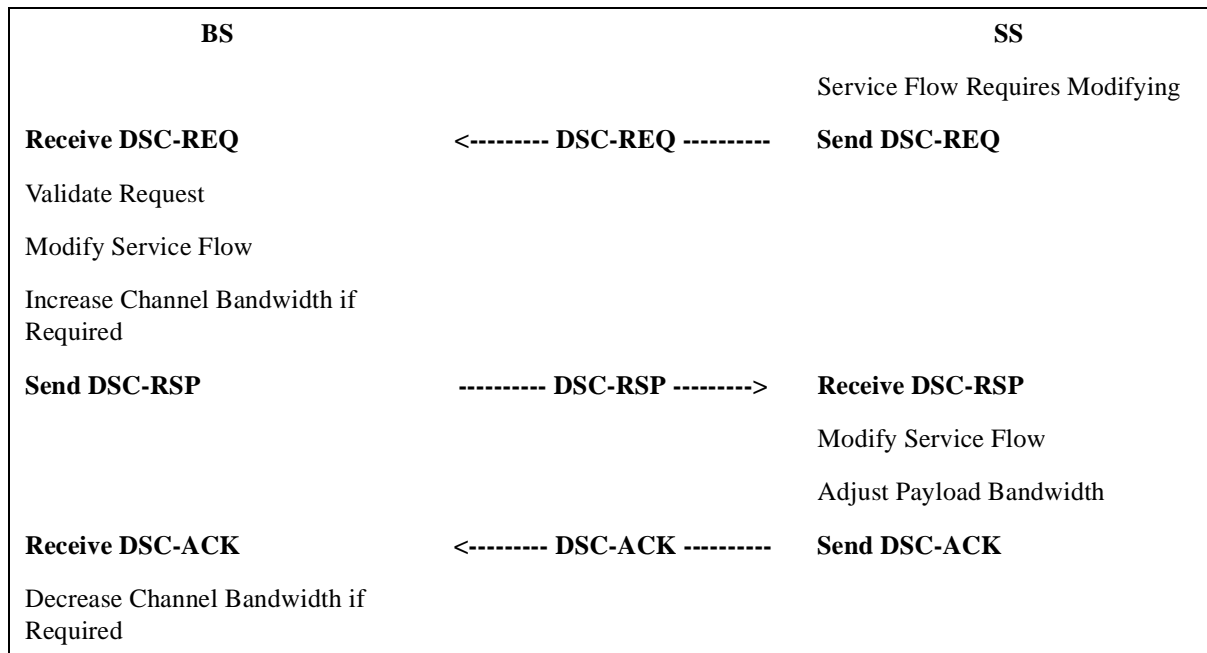 BS SS
Service Flow Requires Modifying
Receive DSC-REQ <--------- DSC-REQ ---------- Send DSC-REQ
Validate Request
Modify Service Flow
Increase Channel Bandwidth if
Required
Send DSC-RSP ---------- DSC-RSP ---------> Receive DSC-RSP
Modify Service Flow
Adjust Payload Bandwidth
Receive DSC-ACK <--------- DSC-ACK ---------- Send DSC-ACK
Decrease Channel Bandwidth if
Required